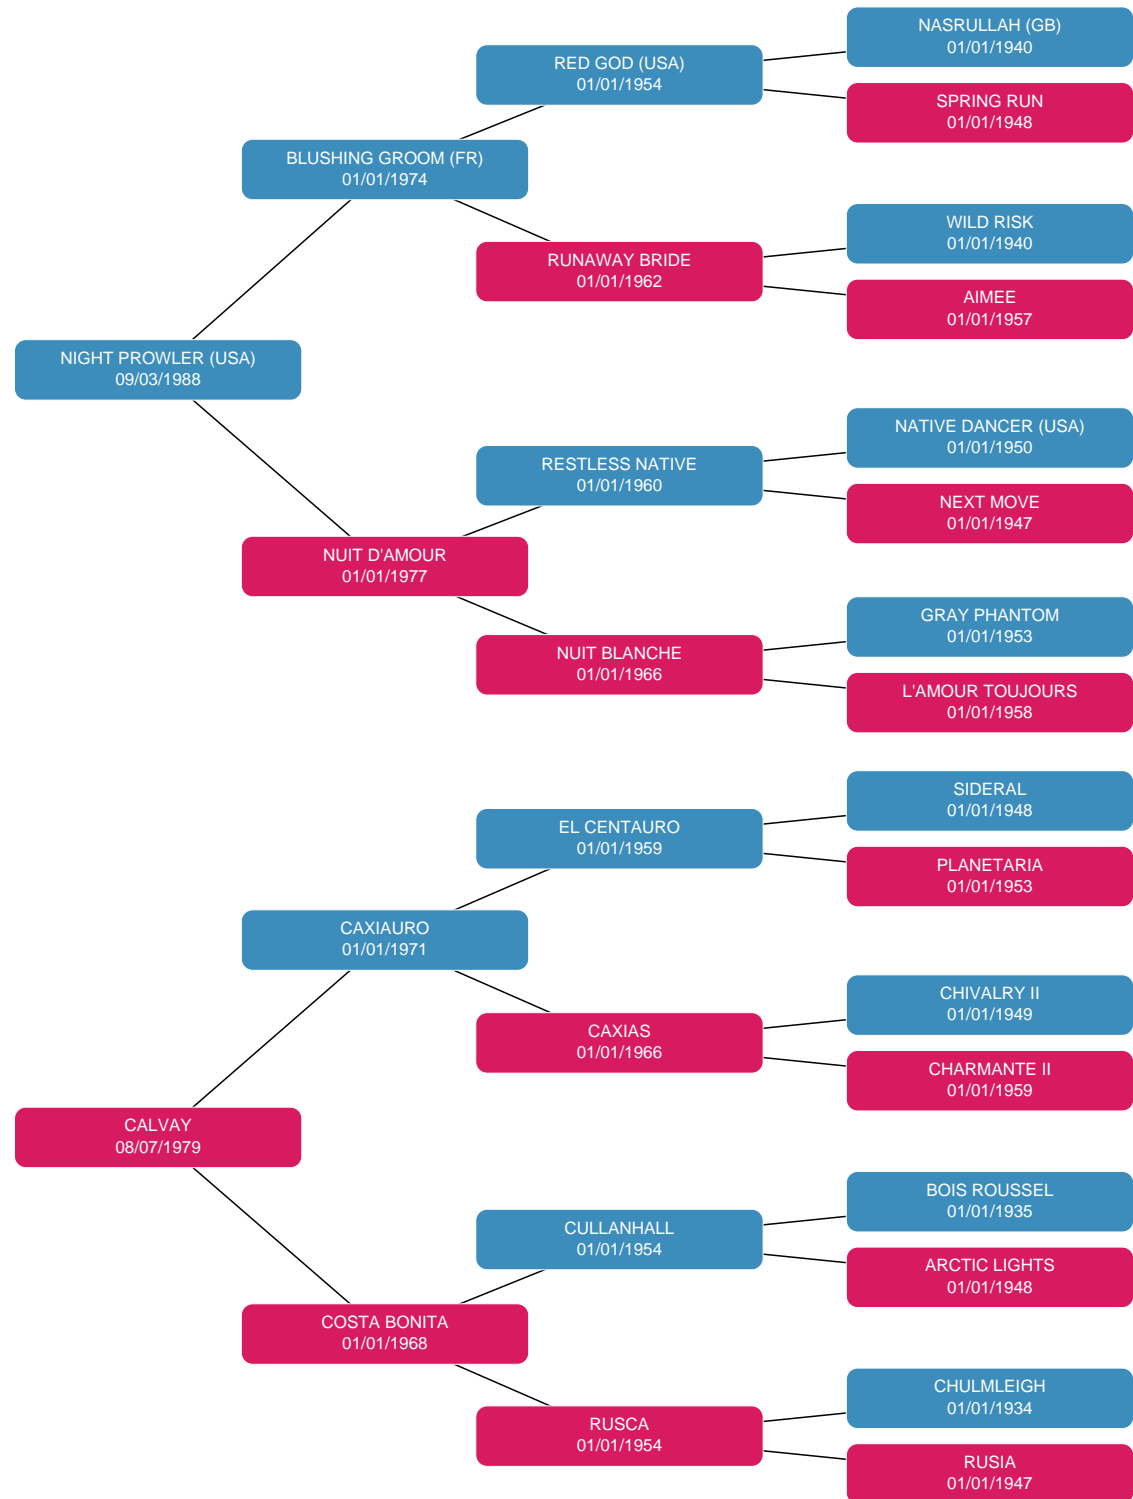 NASRULLAH (GB)
01/01/1940
RED GOD (USA)
01/01/1954
SPRING RUN
01/01/1948
BLUSHING GROOM (FR)
01/01/1974
WILD RISK
01/01/1940
RUNAWAY BRIDE
01/01/1962
AIMEE
01/01/1957
NIGHT PROWLER (USA)
09/03/1988
NATIVE DANCER (USA)
01/01/1950
RESTLESS NATIVE
01/01/1960
NEXT MOVE
01/01/1947
NUIT D'AMOUR
01/01/1977
GRAY PHANTOM
01/01/1953
NUIT BLANCHE
01/01/1966
L'AMOUR TOUJOURS
01/01/1958
SIDERAL
01/01/1948
EL CENTAURO
01/01/1959
PLANETARIA
01/01/1953
CAXIAURO
01/01/1971
CHIVALRY II
01/01/1949
CAXIAS
01/01/1966
CHARMANTE II
01/01/1959
CALVAY
08/07/1979
BOIS ROUSSEL
01/01/1935
CULLANHALL
01/01/1954
ARCTIC LIGHTS
01/01/1948
COSTA BONITA
01/01/1968
CHULMLEIGH
01/01/1934
RUSCA
01/01/1954
RUSIA
01/01/1947